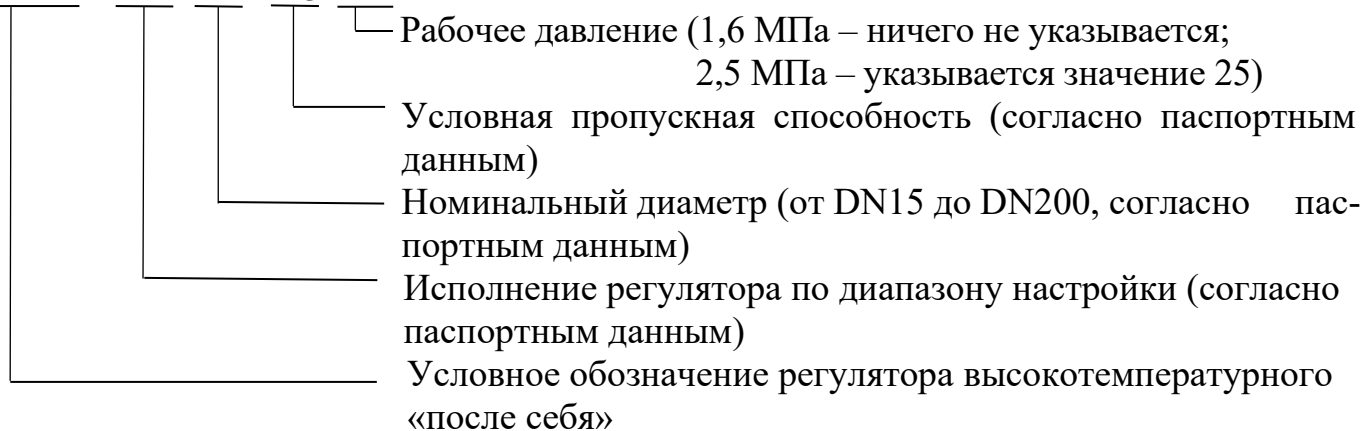 Рабочее давление (1,6 МПа – ничего не указывается;
2,5 МПа – указывается значение 25)
Условная пропускная способность (согласно паспортным
данным)
Номинальный диаметр (от DN15 до DN200, согласно пас-
портным данным)
Исполнение регулятора по диапазону настройки (согласно
паспортным данным)
Условное обозначение регулятора высокотемпературного
«после себя»